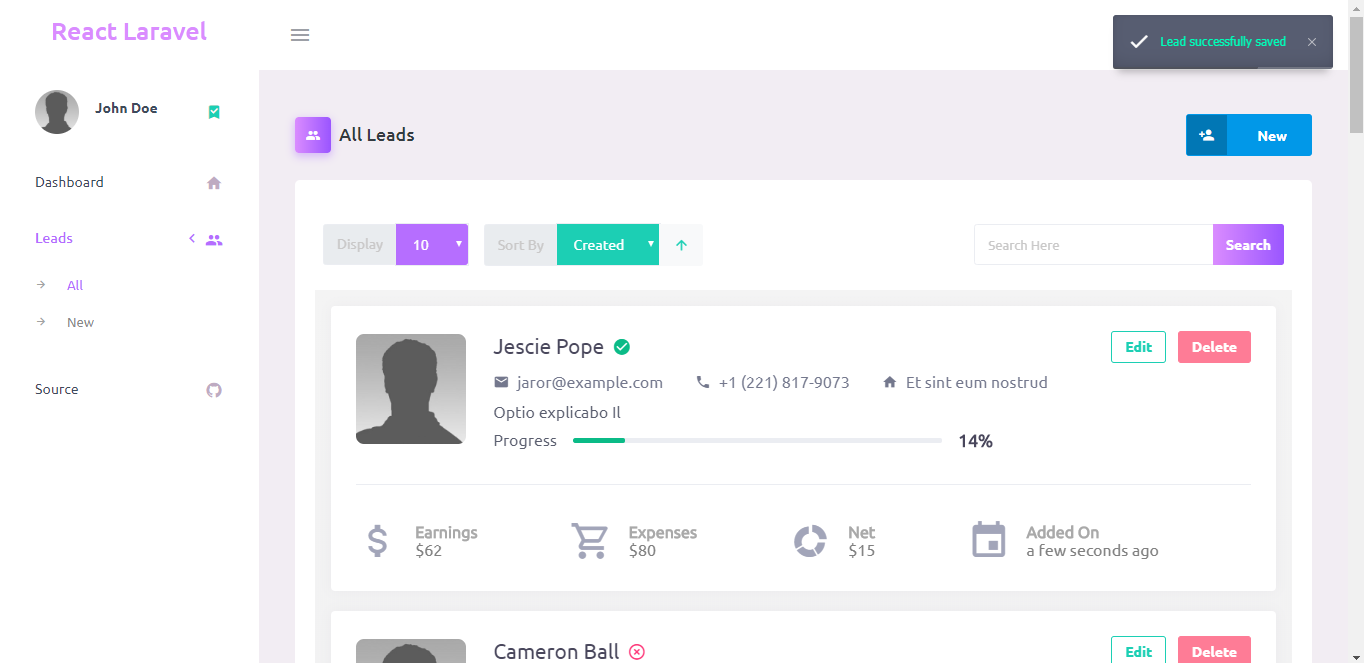 React Laravel
Lead successfully saved
John Doe
All Leads
New
Dashboard
Leads
All
New
Source
Display 10
Sort By Created
Search Here Search
Jescie Pope
Edit Delete
jaror@example.com +1 (221) 817-9073 Et sint eum nostrud
Optio explicabo Il
Progress 14%
Earnings Expenses Net Added On
$62 $80 $15 a few seconds ago
Cameron Ball
Edit Delete